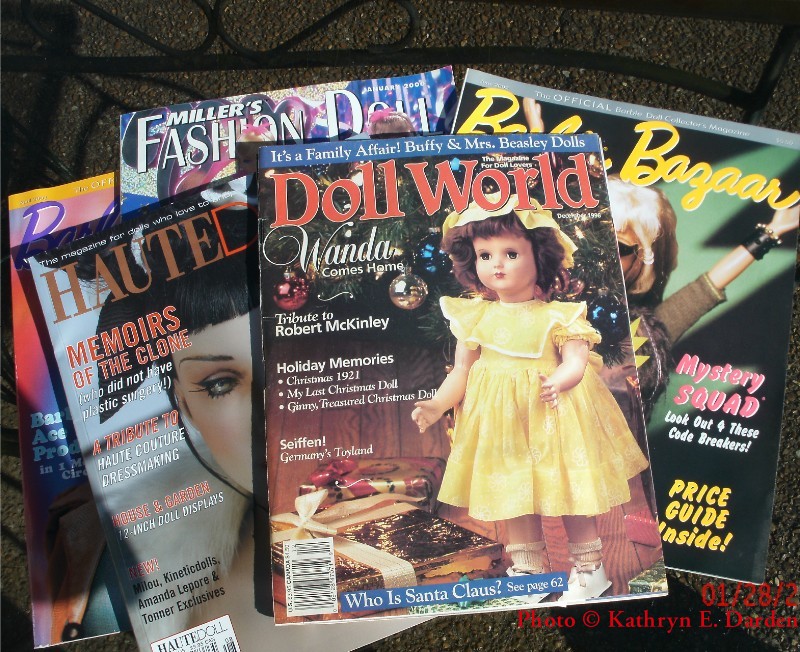 MILLER'S
FASHION DOLL
JANUARY 200
The OFFICIAL Barbie Doll Collector's Magazine
Bazaar
Mystery
SQUAD
Look Out 4 These
Code Breakers!
PRICE
GUIDE
Inside!
The magazine for dolls who love to
HAUTE
MEMOIRS
OF THE CLONE
(who did not have
plastic surgery!)
A TRIBUTE TO
HAUTE COUTURE
DRESSMAKING
HOUSE & GARDEN
12-INCH DOLL DISPLAYS
NEW!
Milou, Kineticdolls,
Amanda Lepore &
Tonner Exclusives
HAUTEDOLL
It's a Family Affair! Buffy & Mrs. Beasley Dolls
The Magazine
For Doll Lovers
Doll World
December 1996
Wanda
Comes Home
Tribute to
Robert McKinley
Holiday Memories
• Christmas 1921
• My Last Christmas Doll
• Ginny, Treasured Christmas Doll
Seiffen!
Germany's Toyland
Who Is Santa Claus? See page 62
01/28/2
Photo © Kathryn E. Darden